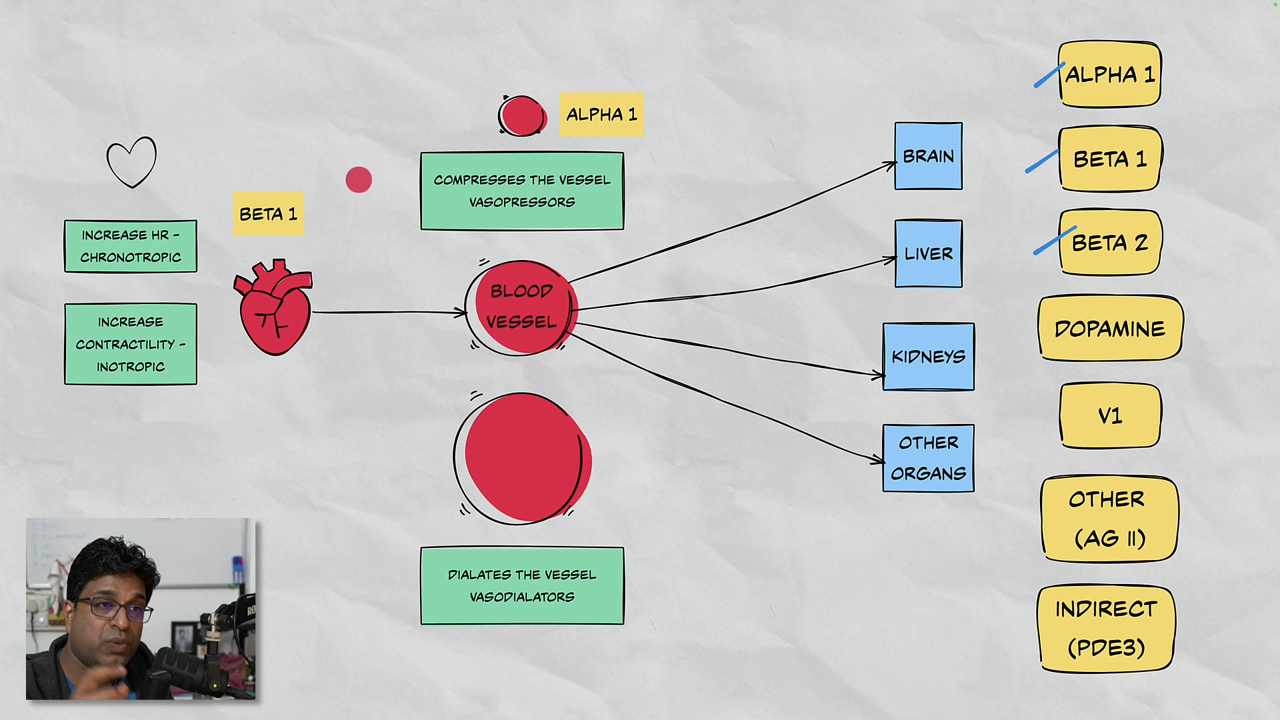 ALPHA 1
COMPRESSES THE VESSEL
VASOPRESSORS
BETA 1
INCREASE HR -
CHRONOTROPIC
INCREASE
CONTRACTILITY -
INOTROPIC
BLOOD
VESSEL
DIALATES THE VESSEL
VASODIALATORS
BRAIN
LIVER
KIDNEYS
OTHER
ORGANS
ALPHA 1
BETA 1
BETA 2
DOPAMINE
V1
OTHER
(AG II)
INDIRECT
(PDE3)